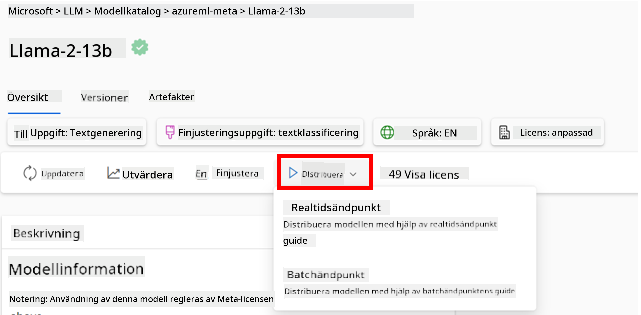 Microsoft > LLM > Modellkatalog > azureml-meta > Llama-2-13b
Llama-2-13b
Översikt Versioner Artefakter
Till Uppgift: Textgenerering Finjusteringsuppgift: textklassificering Språk: EN Licens: anpassad
Uppdatera Utvärdera En Finjustera Distribuera 49 Visa licens
Realtidsändpunkt
Distribuera modellen med hjälp av realtidsändpunkt
guide
Beskrivning
Modellinformation
Batchändpunkt
Distribuera modellen med hjälp av batchändpunktens guide
Notering: Användning av denna modell regleras av Meta-licensen
above